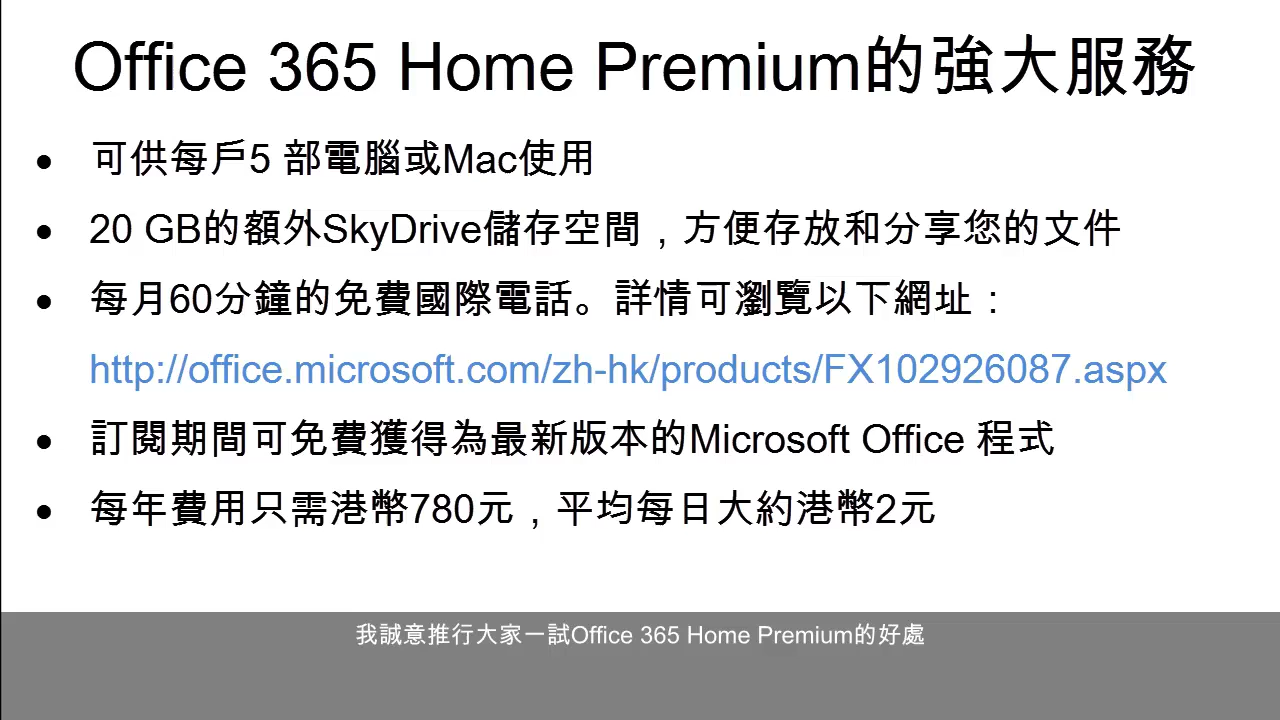 Office 365 Home Premium的強大服務
• 可供每戶5 部電腦或Mac使用
• 20 GB的額外SkyDrive儲存空間，方便存放和分享您的文件
• 每月60分鐘的免費國際電話。詳情可瀏覽以下網址：
http://office.microsoft.com/zh-hk/products/FX102926087.aspx
• 訂閱期間可免費獲得為最新版本的Microsoft Office 程式
• 每年費用只需港幣780元，平均每日大約港幣2元
我誠意推行大家一試Office 365 Home Premium的好處